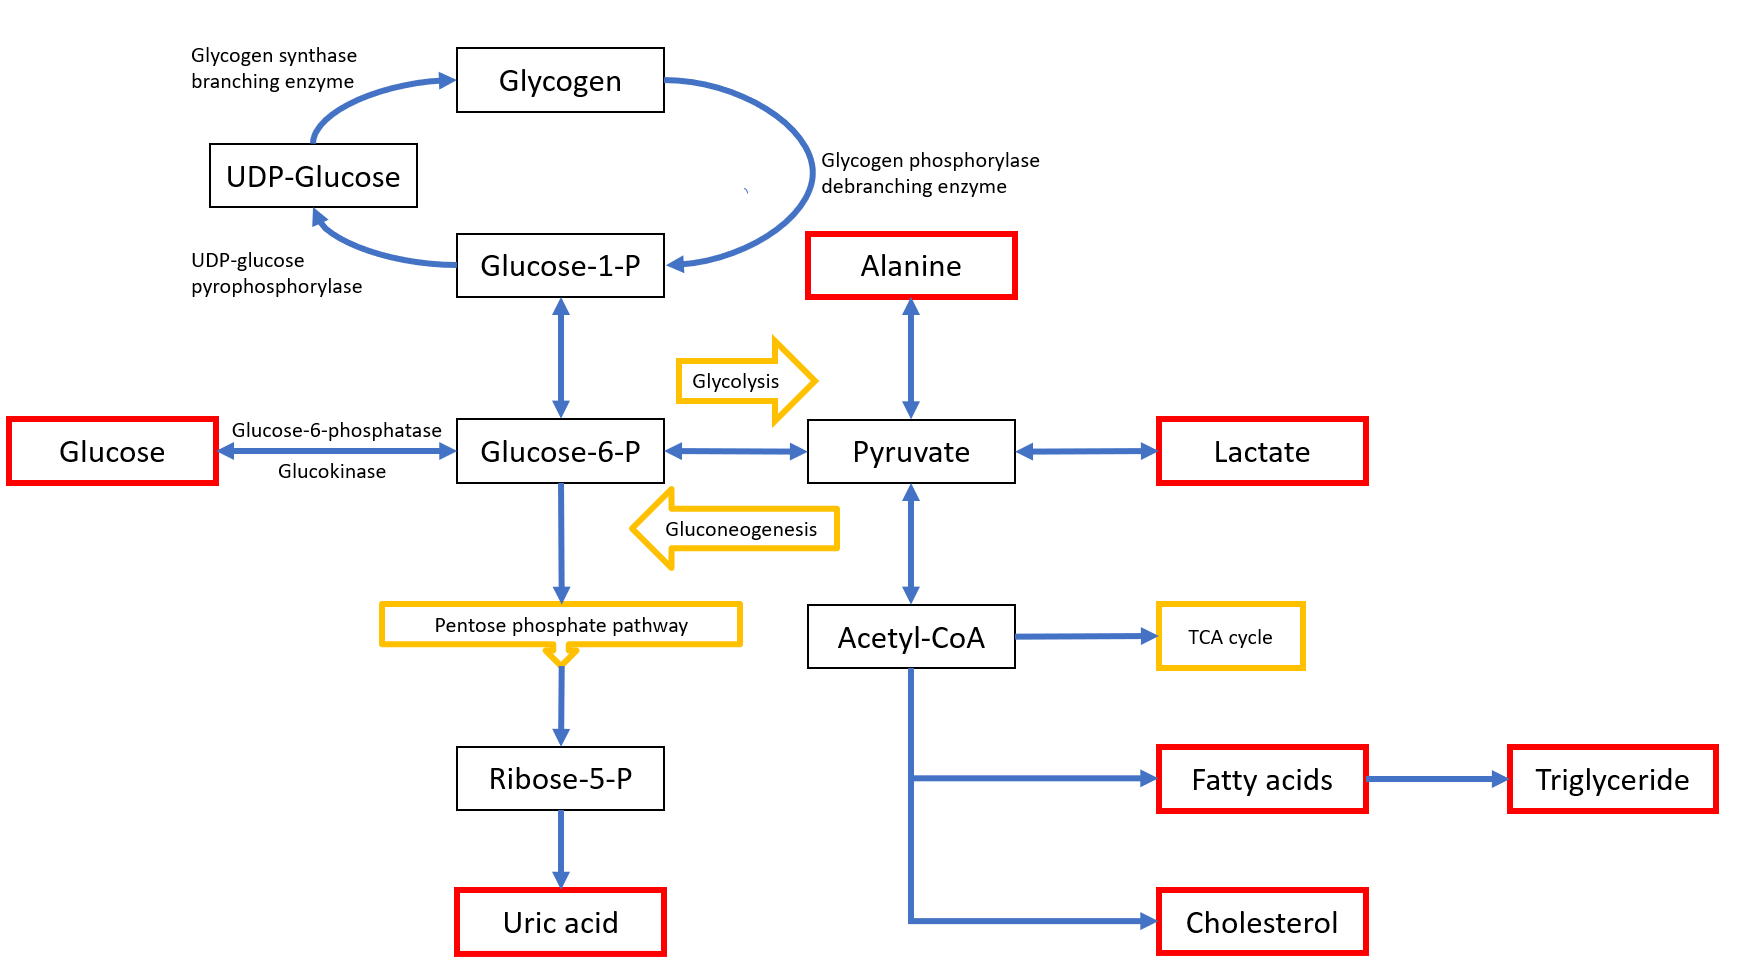 Glycogen synthase
branching enzyme
Glycogen
UDP-Glucose
Glycogen phosphorylase
debranching enzyme
UDP-glucose
pyrophosphorylase
Glucose-1-P
Alanine
Glycolysis
Glucose
Glucose-6-phosphatase
Glucokinase
Glucose-6-P
Pyruvate
Lactate
Gluconeogenesis
Pentose phosphate pathway
Acetyl-CoA
TCA cycle
Ribose-5-P
Fatty acids
Triglyceride
Uric acid
Cholesterol